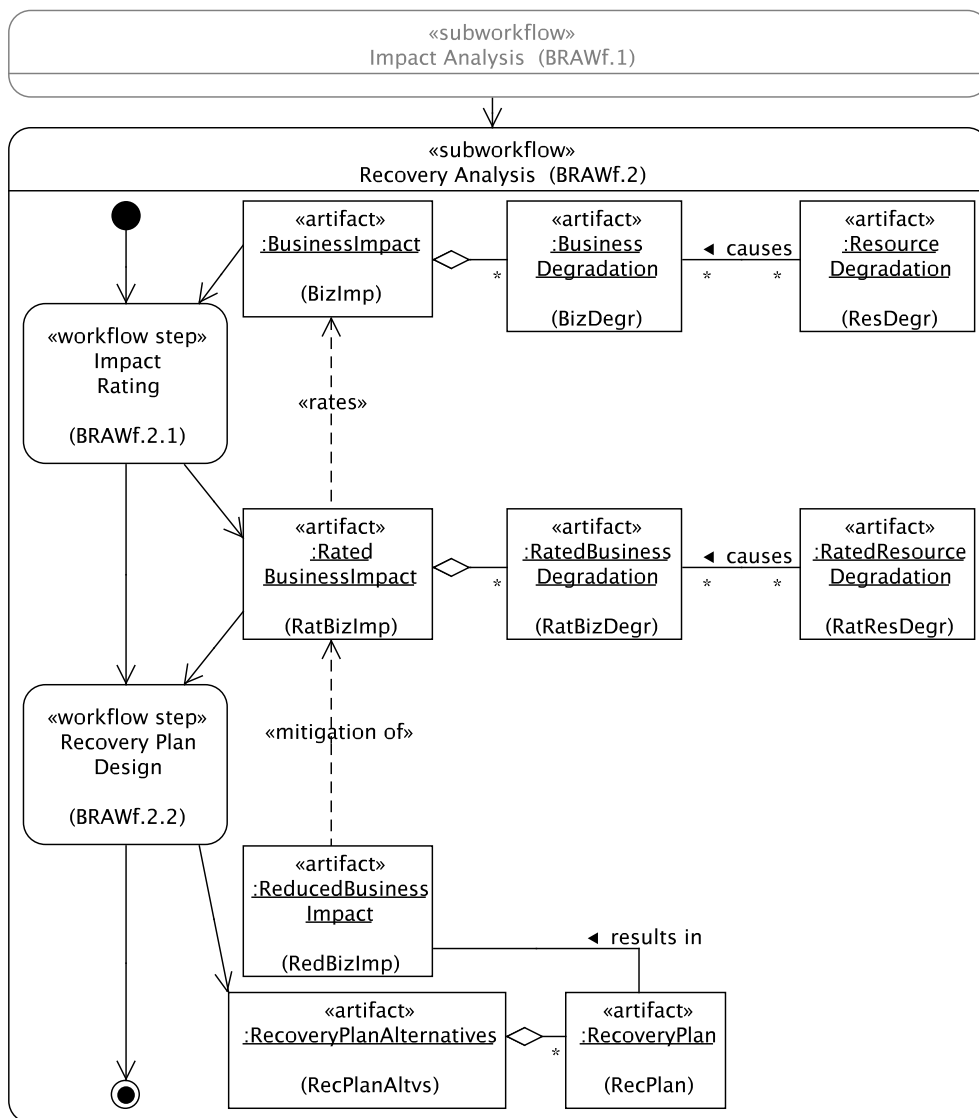 «subworkflow»
Impact Analysis (BRAWf.1)
«subworkflow»
Recovery Analysis (BRAWf.2)
«artifact»
:BusinessImpact
(BizImp)
*
«artifact»
:Business
Degradation
(BizDegr)
◄ causes
* *
«artifact»
:Resource
Degradation
(ResDegr)
«workflow step»
Impact
Rating
(BRAWf.2.1)
«rates»
«artifact»
:Rated
BusinessImpact
(RatBizImp)
*
«artifact»
:RatedBusiness
Degradation
(RatBizDegr)
◄ causes
* *
«artifact»
:RatedResource
Degradation
(RatResDegr)
«workflow step»
Recovery Plan
Design
(BRAWf.2.2)
«mitigation of»
«artifact»
:ReducedBusiness
Impact
(RedBizImp)
◄ results in
«artifact»
:RecoveryPlanAlternatives
(RecPlanAltvs)
*
«artifact»
:RecoveryPlan
(RecPlan)